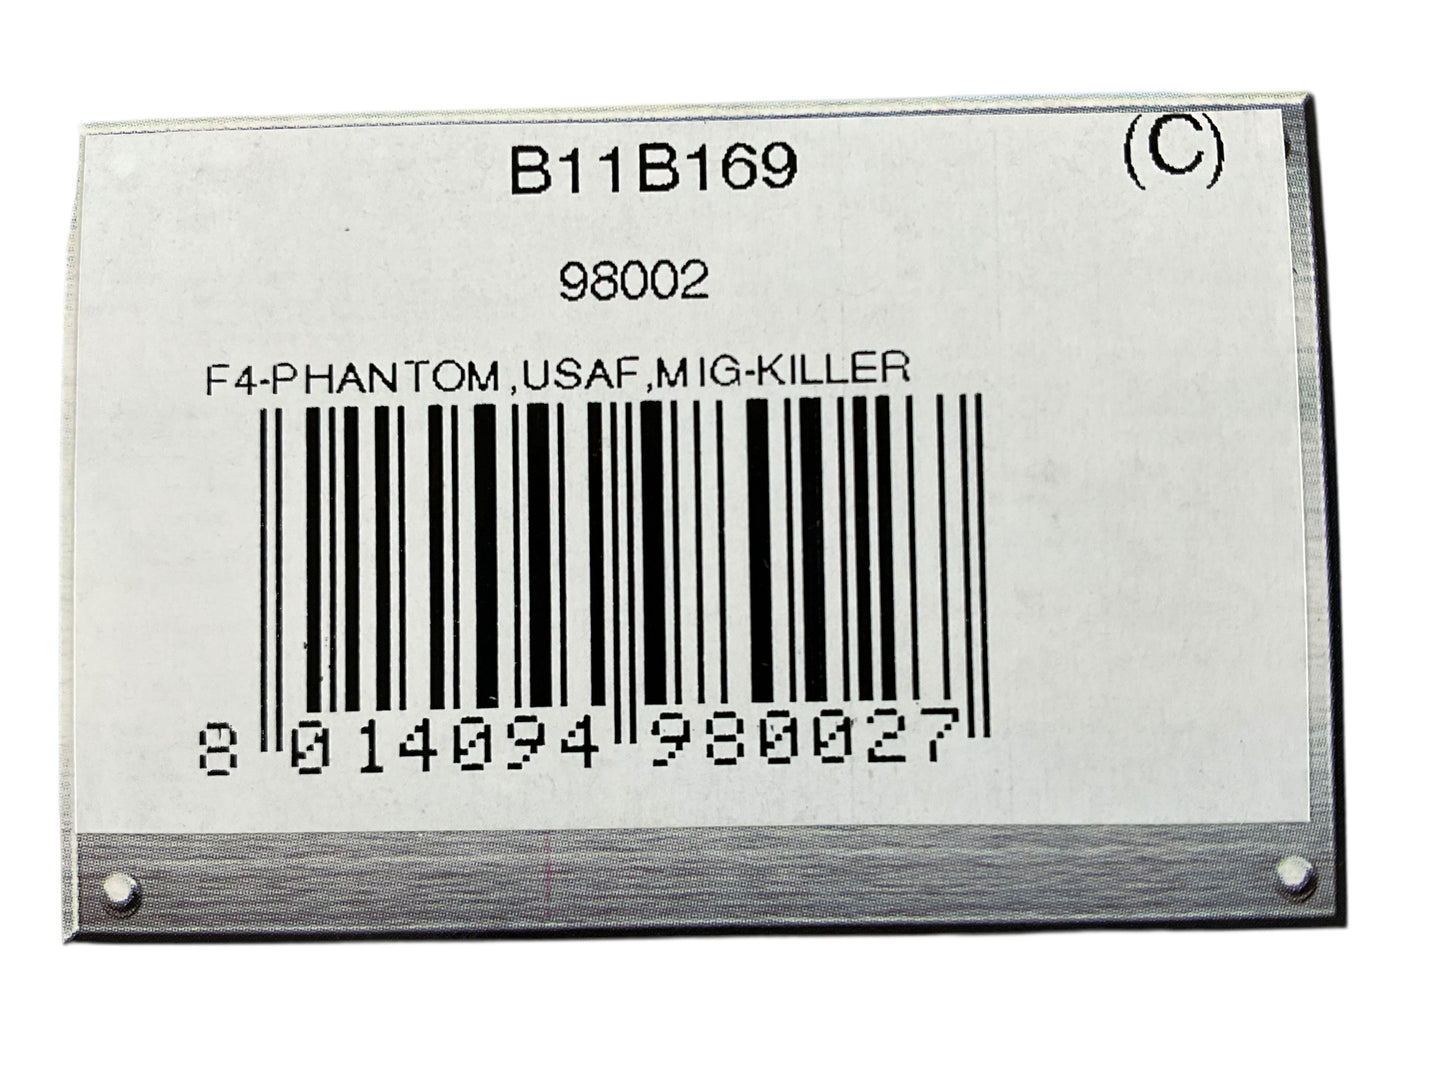 (C)
B11B169
98002
F4-PHANTOM,USAF,MIG-KILLER
8 014094 980027